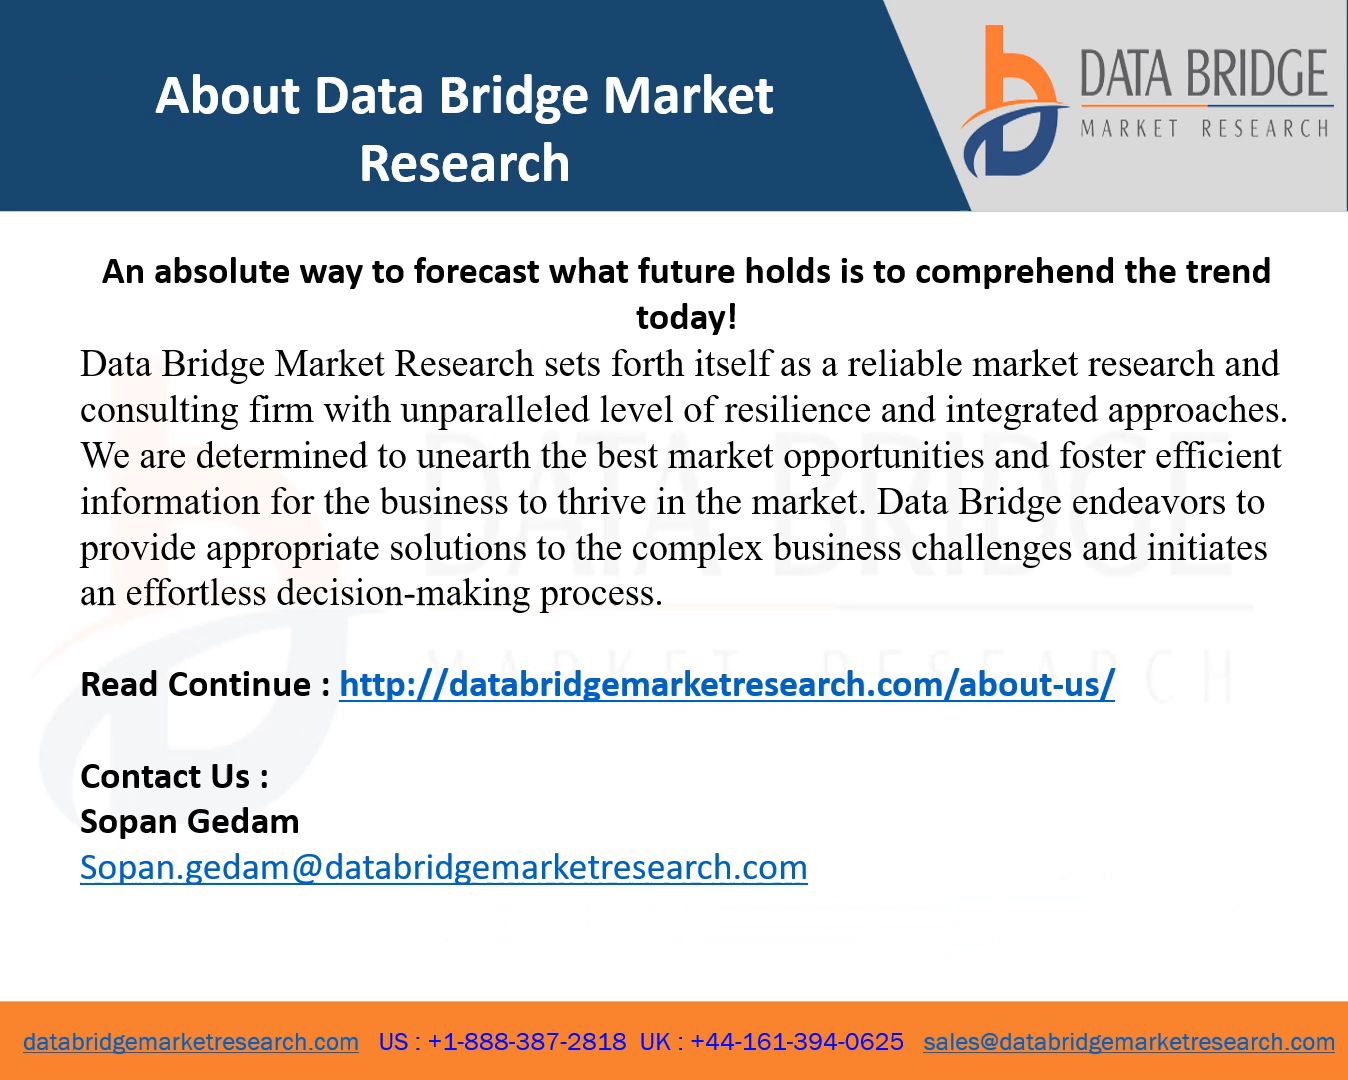 About Data Bridge Market
Research
DATA BRIDGE
MARKET RESEARCH
An absolute way to forecast what future holds is to comprehend the trend
today!
Data Bridge Market Research sets forth itself as a reliable market research and
consulting firm with unparalleled level of resilience and integrated approaches.
We are determined to unearth the best market opportunities and foster efficient
information for the business to thrive in the market. Data Bridge endeavors to
provide appropriate solutions to the complex business challenges and initiates
an effortless decision-making process.
DATA BRIDGE
MARKET RESEARCH
Read Continue : http://databridgemarketresearch.com/about-us/
Contact Us :
Sopan Gedam
Sopan.gedam@databridgemarketresearch.com
databridgemarketresearch.com US : +1-888-387-2818 UK : +44-161-394-0625 sales@databridgemarketresearch.com